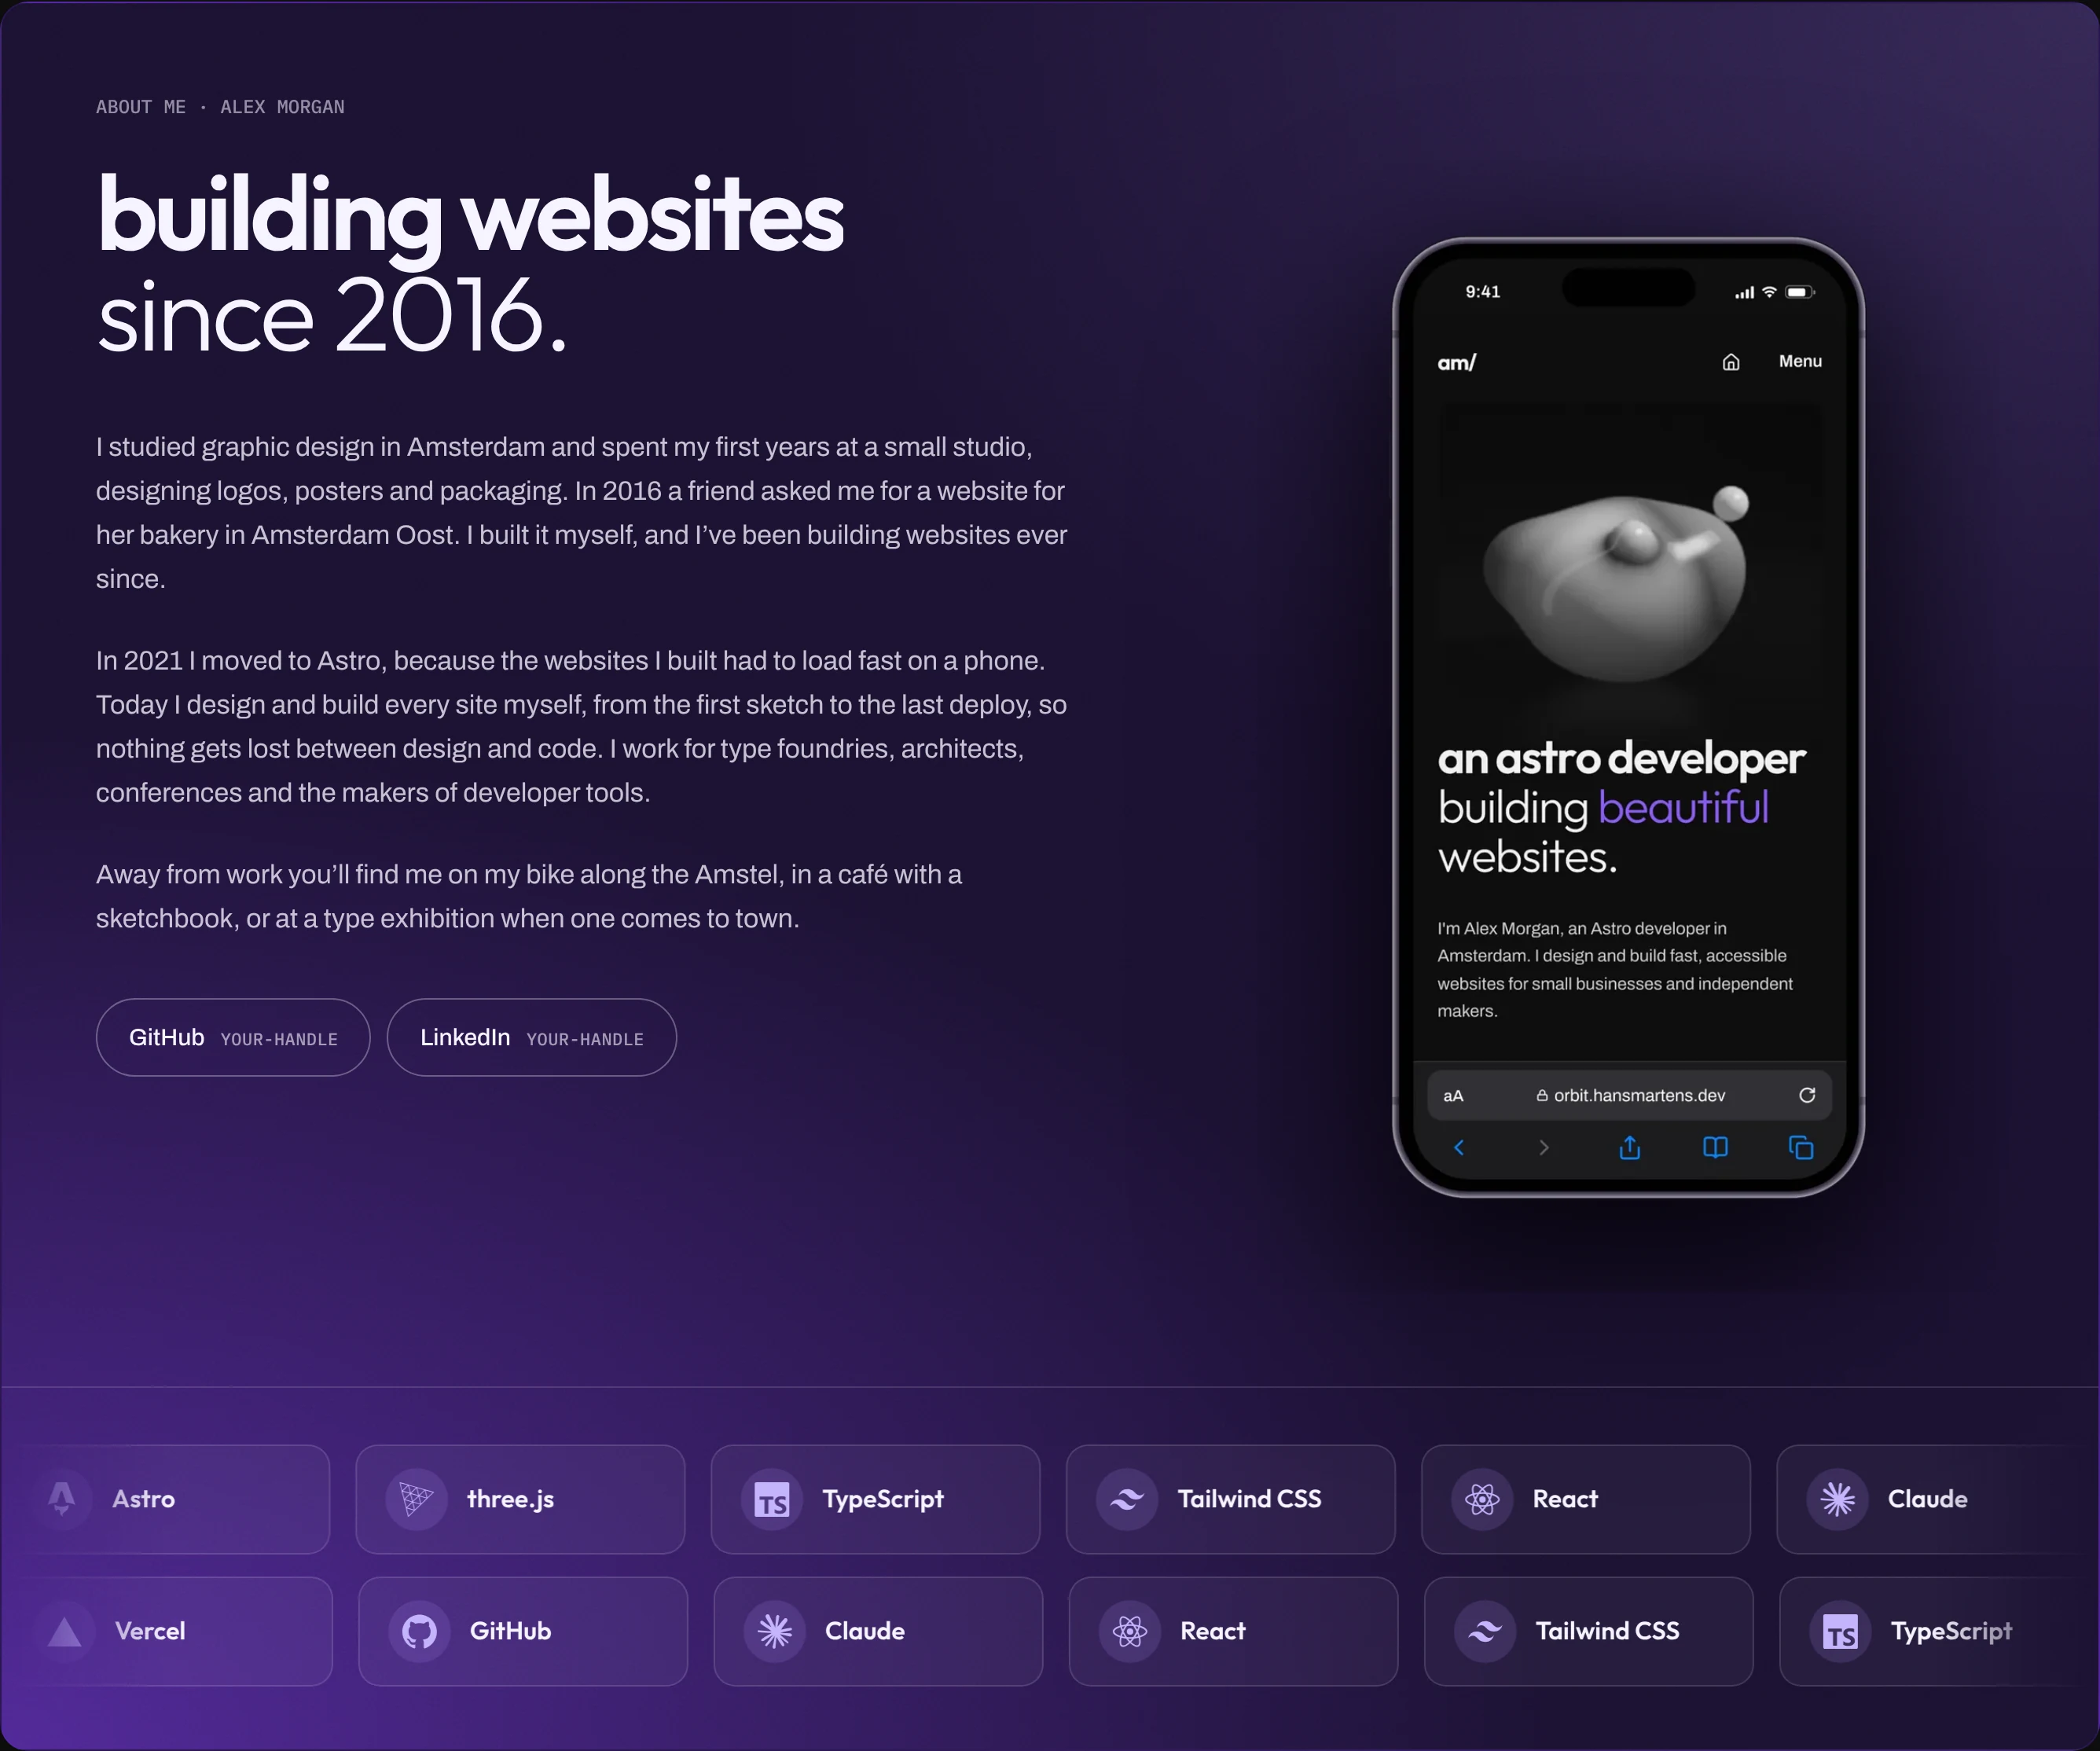 ABOUT ME · ALEX MORGAN
building websites
since 2016.
I studied graphic design in Amsterdam and spent my first years at a small studio,
designing logos, posters and packaging. In 2016 a friend asked me for a website for
her bakery in Amsterdam Oost. I built it myself, and I’ve been building websites ever
since.
In 2021 I moved to Astro, because the websites I built had to load fast on a phone.
Today I design and build every site myself, from the first sketch to the last deploy, so
nothing gets lost between design and code. I work for type foundries, architects,
conferences and the makers of developer tools.
Away from work you’ll find me on my bike along the Amstel, in a café with a
sketchbook, or at a type exhibition when one comes to town.
GitHub YOUR-HANDLE
LinkedIn YOUR-HANDLE
9:41
am/
Menu
an astro developer
building beautiful
websites.
I'm Alex Morgan, an Astro developer in
Amsterdam. I design and build fast, accessible
websites for small businesses and independent
makers.
aA
orbit.hansmartens.dev
Astro
three.js
TS TypeScript
Tailwind CSS
React
Claude
Vercel
GitHub
Claude
React
Tailwind CSS
TS TypeScript